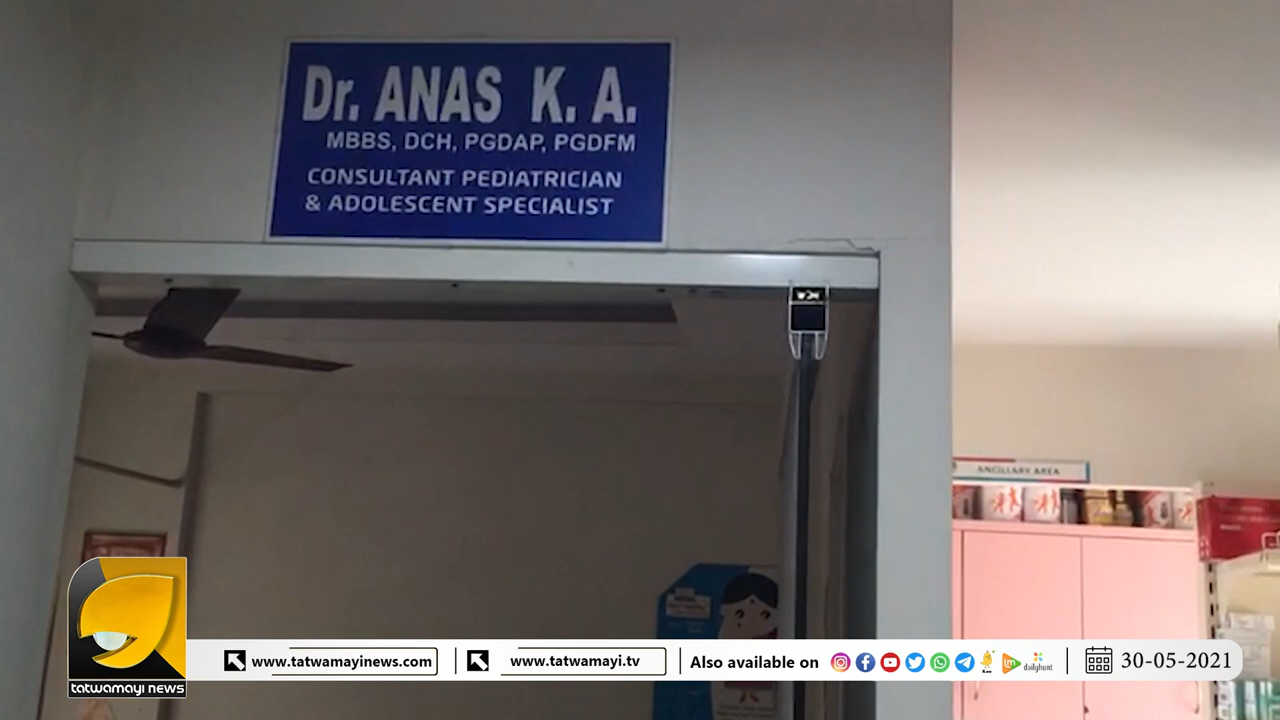 Dr. ANAS K. A.
MBBS, DCH, PGDAP, PGDFM
CONSULTANT PEDIATRICIAN
& ADOLESCENT SPECIALIST
ANCILLARY AREA
tatwamayi news
www.tatwamayinews.com
www.tatwamayi.tv
Also available on
dailyhunt
30-05-2021